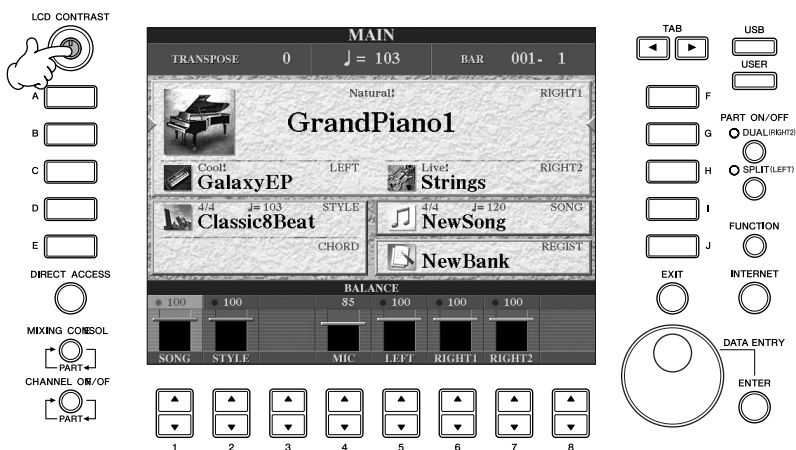 LCD CONTRAST
A
B
C
D
E
DIRECT ACCESS
MIXING CONSOL
PART
CHANNEL ON/OF
PART
MAIN
TRANSPOSE 0 ♩= 103 BAR 001- 1
Natural! RIGHT1
GrandPiano1
Cool! LEFT
GalaxyEP
Live! RIGHT2
Strings
4/4 ♩= 103 STYLE
Classic8Beat
CHORD
4/4 ♩= 120 SONG
NewSong
REGIST
NewBank
BALANCE
100 100 85 100 100 100
SONG STYLE MIC LEFT RIGHT1 RIGHT2
1 2 3 4 5 6 7 8
TAB
USB
USER
F
G
H
I
J
PART ON/OFF
DUAL(RIGHT2)
SPLIT(LEFT)
FUNCTION
EXIT
INTERNET
DATA ENTRY
ENTER